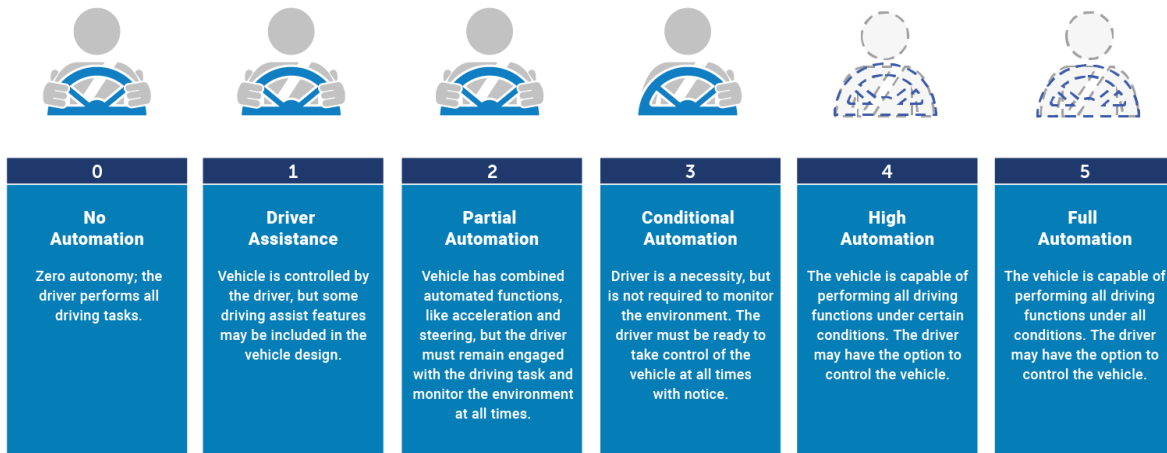 0
No
Automation
Zero autonomy; the
driver performs all
driving tasks.
1
Driver
Assistance
Vehicle is controlled by
the driver, but some
driving assist features
may be included in the
vehicle design.
2
Partial
Automation
Vehicle has combined
automated functions,
like acceleration and
steering, but the driver
must remain engaged
with the driving task and
monitor the environment
at all times.
3
Conditional
Automation
Driver is a necessity, but
is not required to monitor
the environment. The
driver must be ready to
take control of the
vehicle at all times
with notice.
4
High
Automation
The vehicle is capable of
performing all driving
functions under certain
conditions. The driver
may have the option to
control the vehicle.
5
Full
Automation
The vehicle is capable of
performing all driving
functions under all
conditions. The driver
may have the option to
control the vehicle.